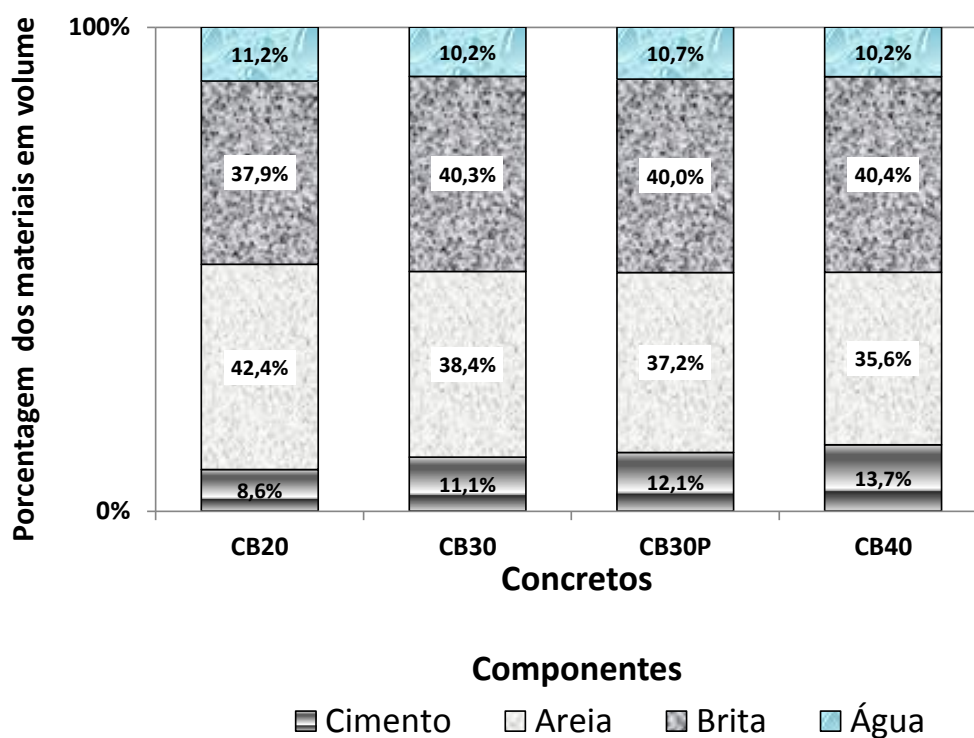 Porcentagem dos materiais em volume
100%
11,2% 10,2% 10,7% 10,2%
37,9% 40,3% 40,0% 40,4%
42,4% 38,4% 37,2% 35,6%
8,6% 11,1% 12,1% 13,7%
0%
CB20 CB30 CB30P CB40
Concretos
Componentes
Cimento Areia Brita Água